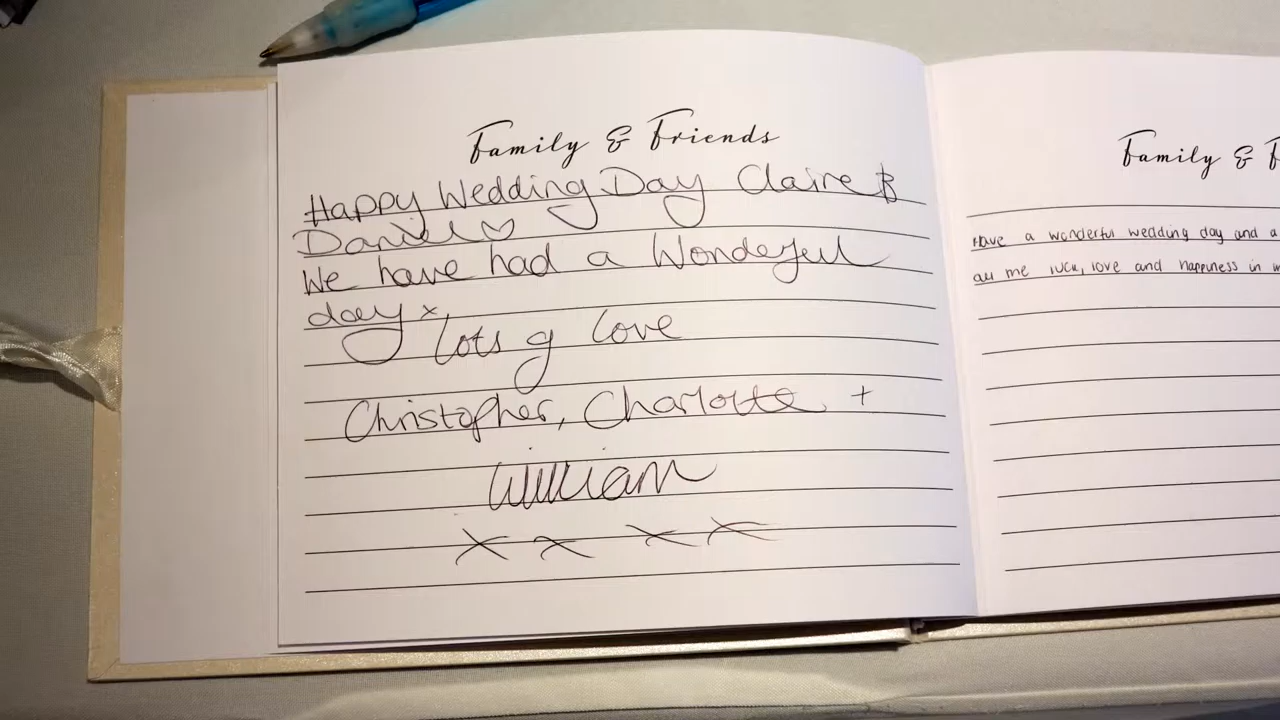 Family & Friends
Happy Wedding Day Claire &
Daniel ♡
We have had a Wonderful
day x
lots of love
Christopher, Charlotte +
William
x x x x
Family & F
Have a wonderful wedding day and a
all the luck, love and happiness in